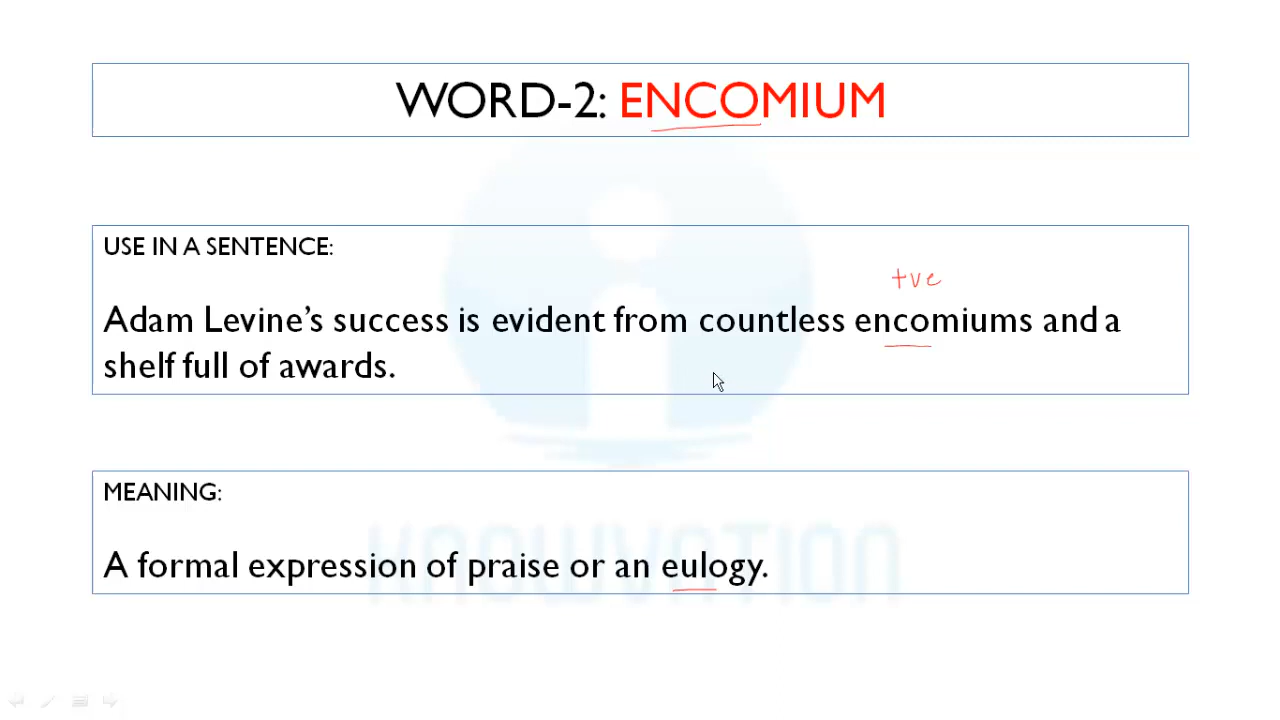 WORD-2: ENCOMIUM
USE IN A SENTENCE:
+ve
Adam Levine’s success is evident from countless encomiums and a
shelf full of awards.
MEANING:
A formal expression of praise or an eulogy.
KNOWVATION